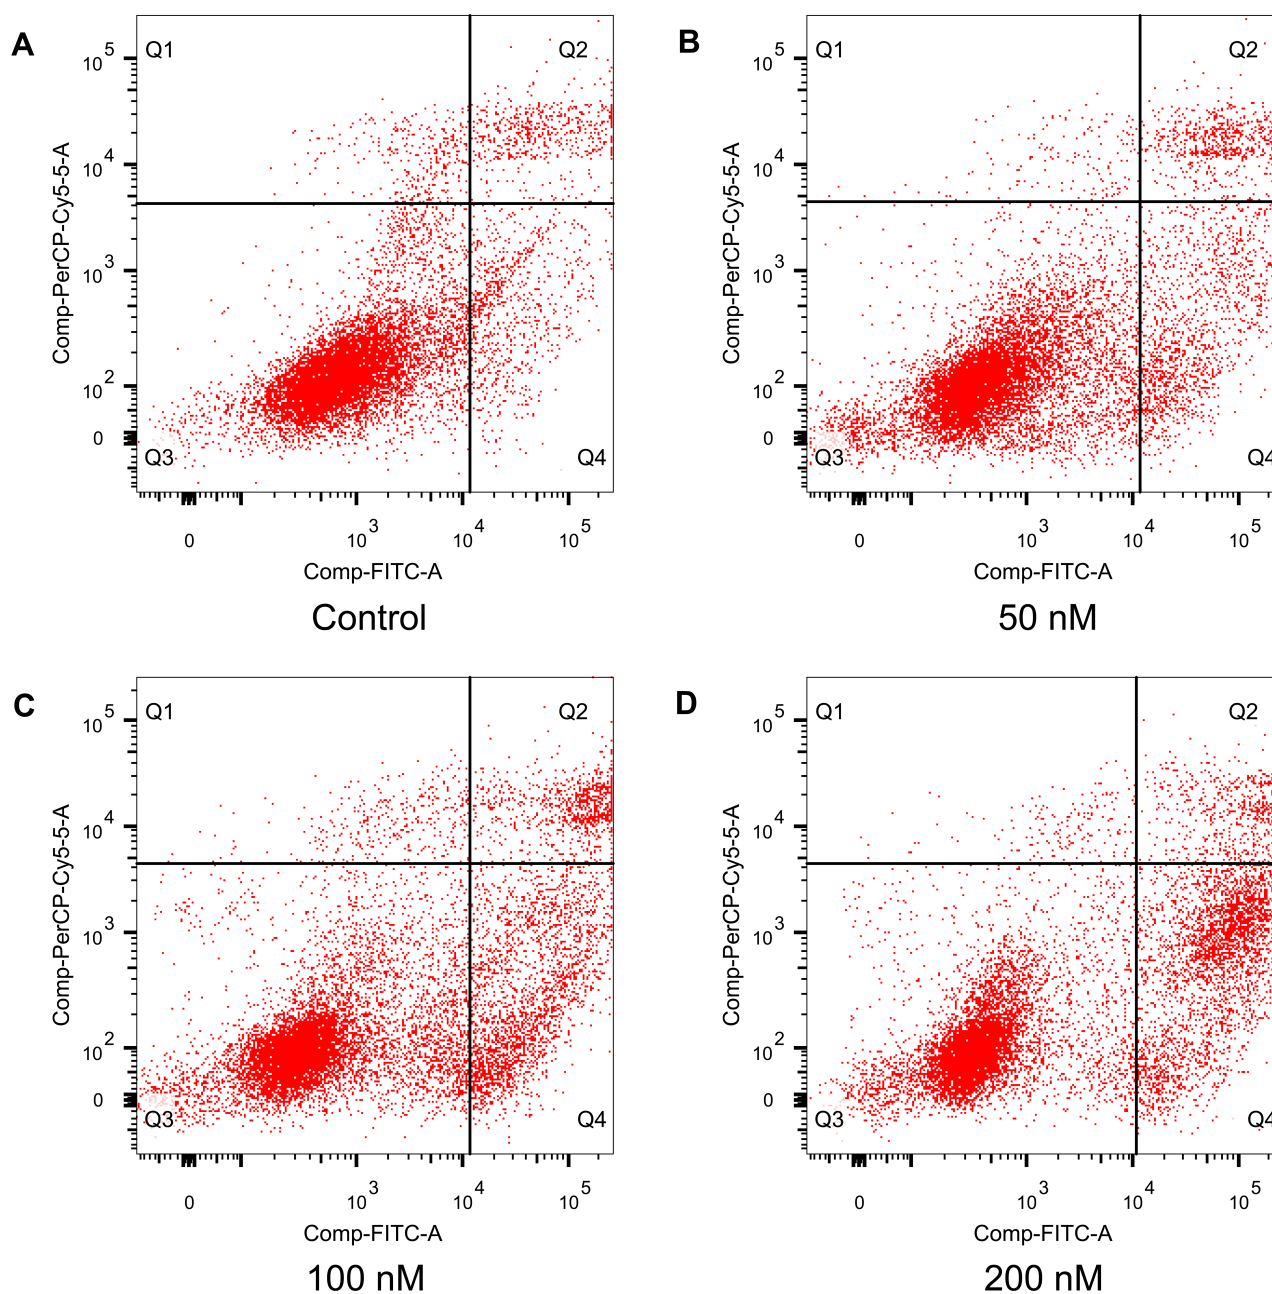 A
Q1
Q2
10^5
10^4
10^3
10^2
0
Comp-PerCP-Cy5-5-A
Q3
Q4
0
10^3
10^4
10^5
Comp-FITC-A
Control
B
Q1
Q2
10^5
10^4
10^3
10^2
0
Comp-PerCP-Cy5-5-A
Q3
Q4
0
10^3
10^4
10^5
Comp-FITC-A
50 nM
C
Q1
Q2
10^5
10^4
10^3
10^2
0
Comp-PerCP-Cy5-5-A
Q3
Q4
0
10^3
10^4
10^5
Comp-FITC-A
100 nM
D
Q1
Q2
10^5
10^4
10^3
10^2
0
Comp-PerCP-Cy5-5-A
Q3
Q4
0
10^3
10^4
10^5
Comp-FITC-A
200 nM